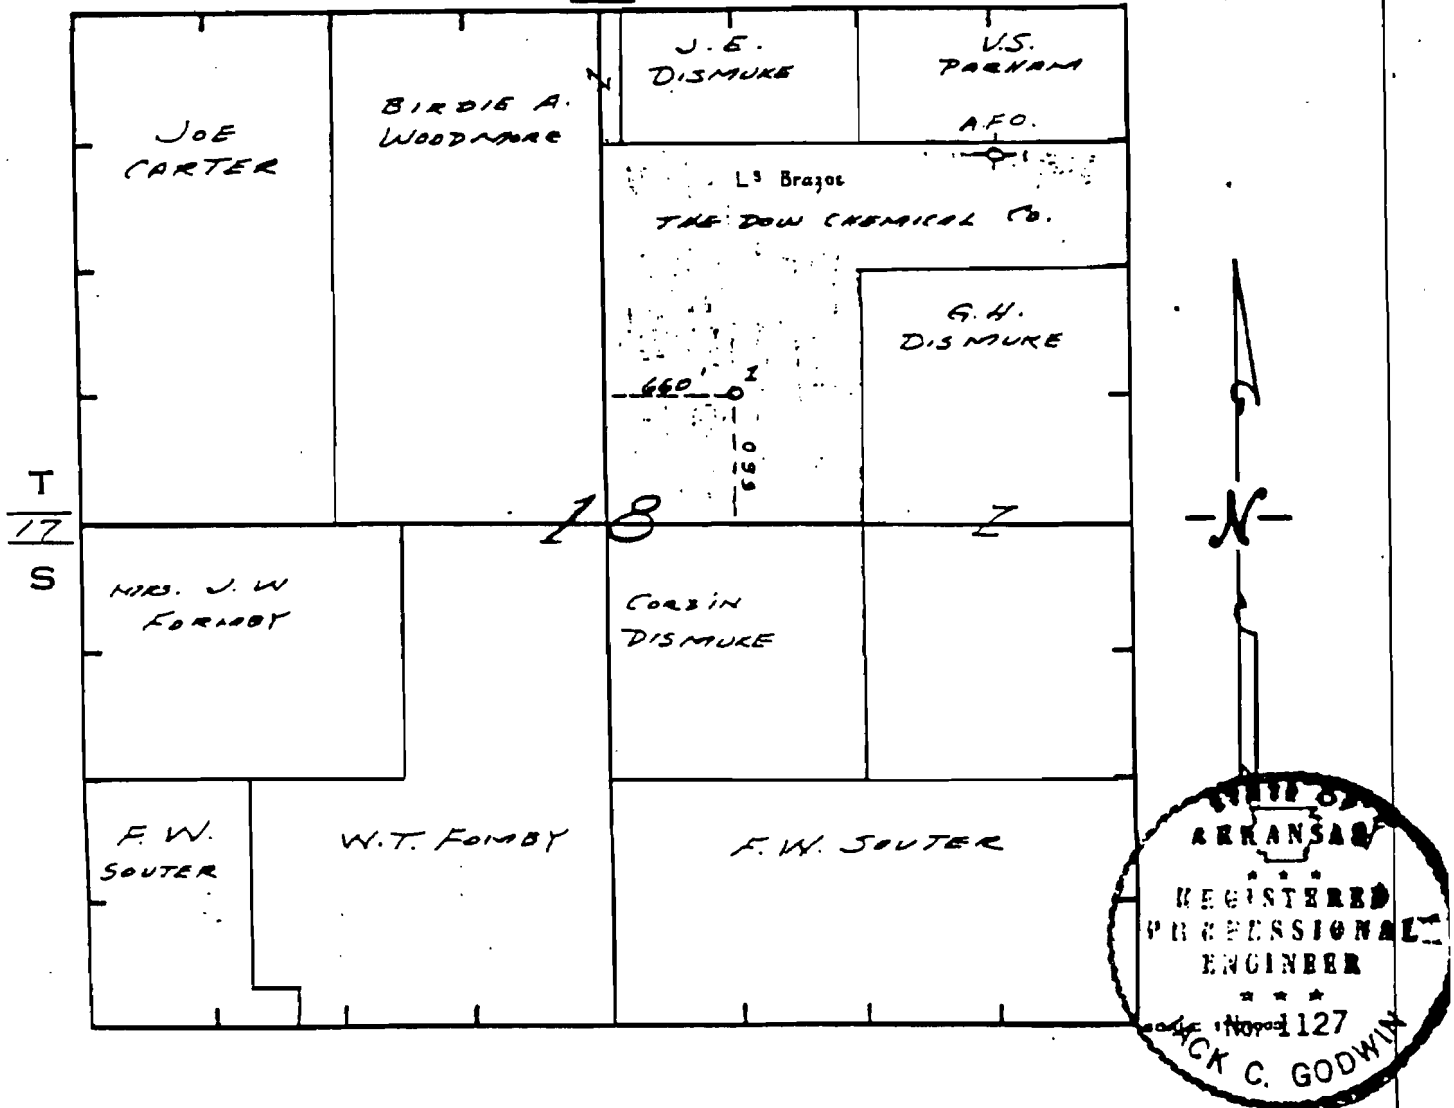 J. E.
DISMUKE
V.S.
PARHAM
Z
BIRDIE A.
WOODMORE
JOE
CARTER
A.F.O.
1
Ls Brazos
THE DOW CHEMICAL CO.
G.H.
DISMUKE
660'
1
660
T
17
S
18
Z
N
MRS. J. W
FORMBY
CORBIN
DISMUKE
F. W.
SOUTER
W.T. FOMBY
F.W. SOUTER
STATE OF
ARKANSAS
* * *
REGISTERED
PROFESSIONAL
ENGINEER
* * *
No. 1127
JACK C. GODWIN